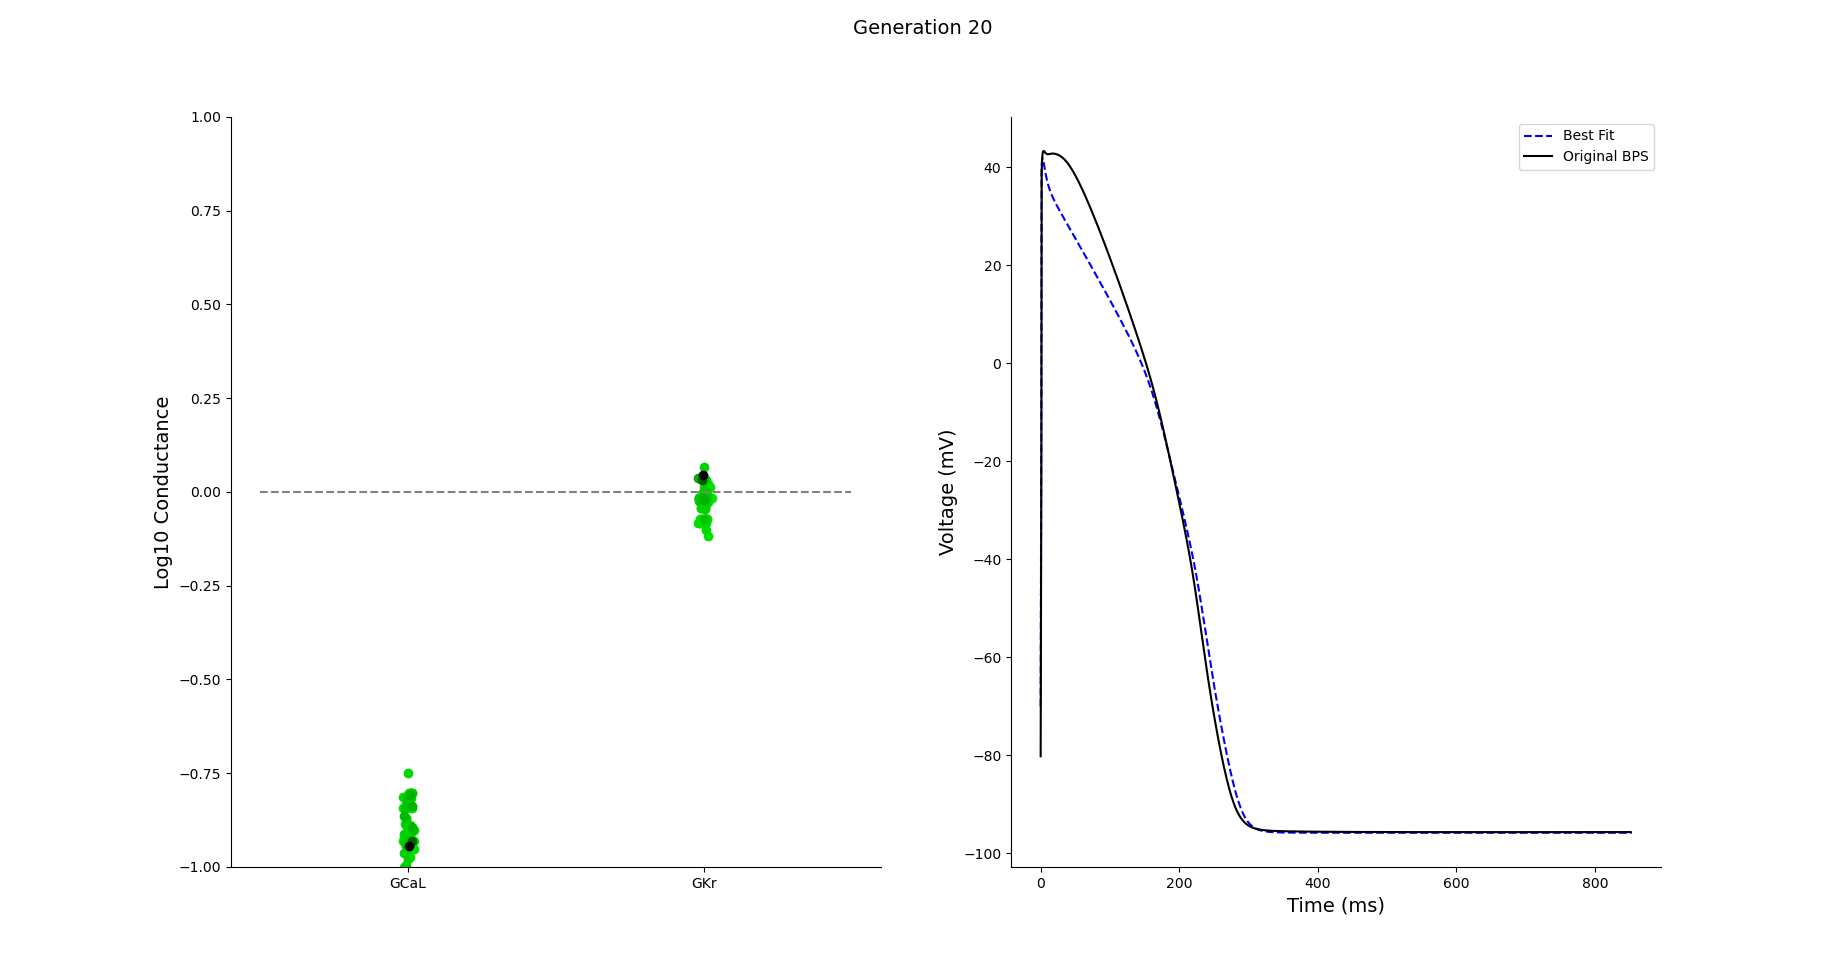 Generation 20
Log10 Conductance
1.00
0.75
0.50
0.25
0.00
−0.25
−0.50
−0.75
−1.00
GCaL
GKr
Voltage (mV)
40
20
0
−20
−40
−60
−80
−100
0
200
400
600
800
Time (ms)
Best Fit
Original BPS